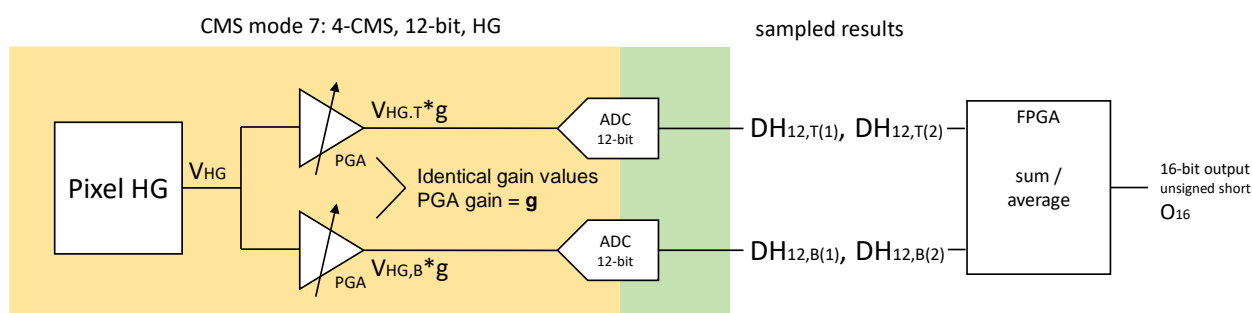 CMS mode 7: 4-CMS, 12-bit, HG
sampled results
Pixel HG
VHG
VHG.T*g
PGA
Identical gain values
PGA gain = g
VHG,B*g
PGA
ADC
12-bit
ADC
12-bit
DH12,T(1), DH12,T(2)
DH12,B(1), DH12,B(2)
FPGA
sum /
average
16-bit output
unsigned short
O16